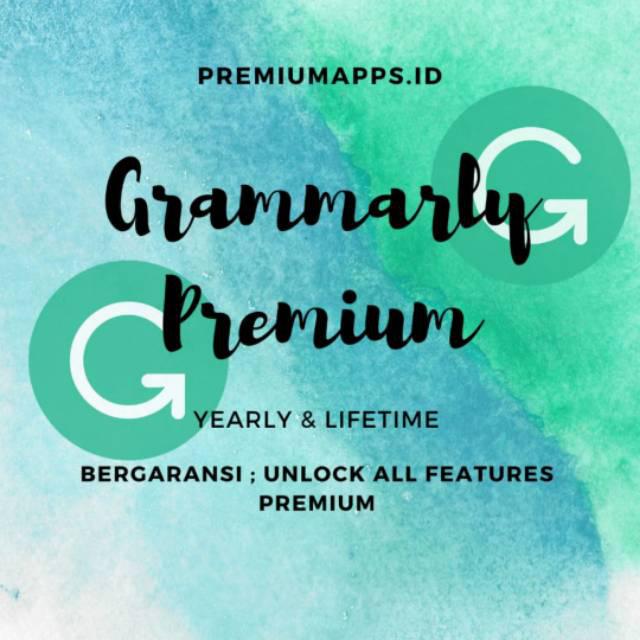 PREMIUMAPPS.ID
Grammarly
Premium
YEARLY & LIFETIME
BERGARANSI ; UNLOCK ALL FEATURES
PREMIUM